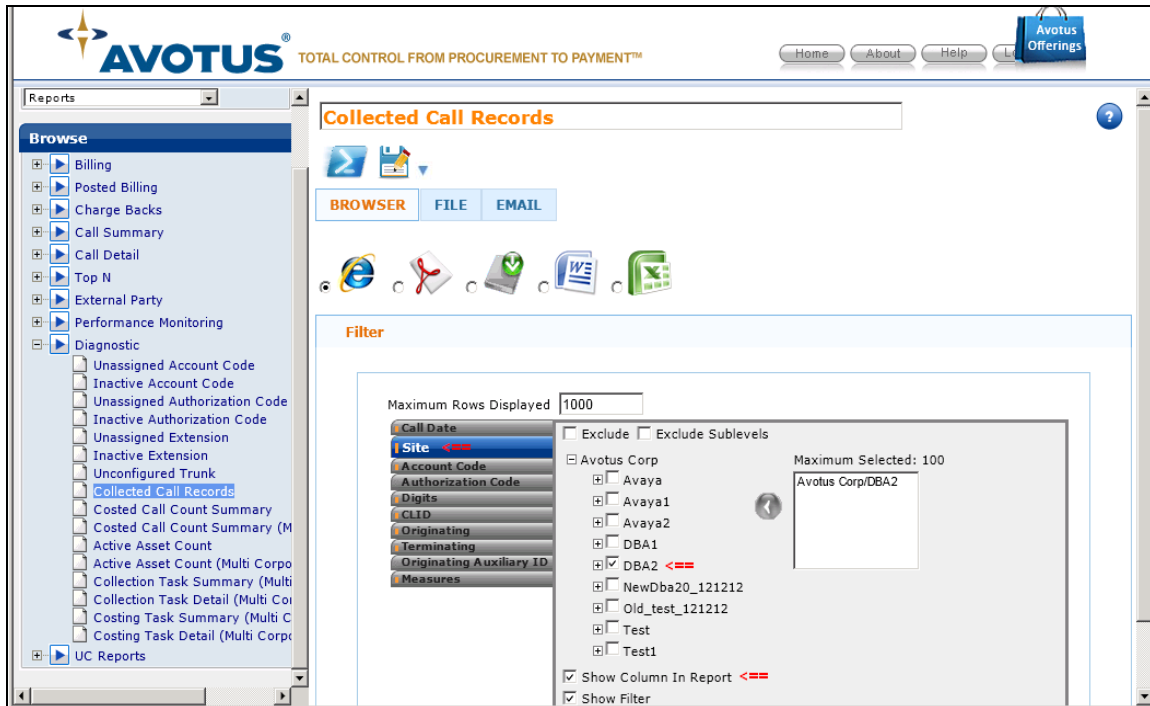 AVOTUS®
TOTAL CONTROL FROM PROCUREMENT TO PAYMENT™
Home
About
Help
Avotus
Offerings
Reports
Browse
Billing
Posted Billing
Charge Backs
Call Summary
Call Detail
Top N
External Party
Performance Monitoring
Diagnostic
Unassigned Account Code
Inactive Account Code
Unassigned Authorization Code
Inactive Authorization Code
Unassigned Extension
Inactive Extension
Unconfigured Trunk
Collected Call Records
Costed Call Count Summary
Costed Call Count Summary (M
Active Asset Count
Active Asset Count (Multi Corpo
Collection Task Summary (Multi
Collection Task Detail (Multi Cor
Costing Task Summary (Multi C
Costing Task Detail (Multi Corpo
UC Reports
Collected Call Records
?
BROWSER
FILE
EMAIL
Filter
Maximum Rows Displayed 1000
Call Date
Site <==
Account Code
Authorization Code
Digits
CLID
Originating
Terminating
Originating Auxiliary ID
Measures
Exclude Exclude Sublevels
Avotus Corp
Avaya
Avaya1
Avaya2
DBA1
DBA2 <==
NewDba20_121212
Old_test_121212
Test
Test1
Maximum Selected: 100
Avotus Corp/DBA2
Show Column In Report <==
Show Filter